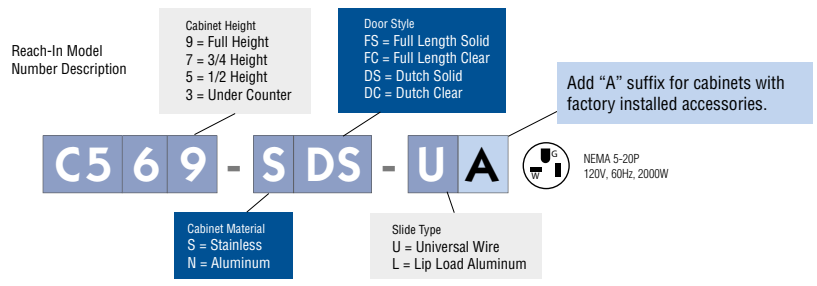 Reach-In Model
Number Description
Cabinet Height
9 = Full Height
7 = 3/4 Height
5 = 1/2 Height
3 = Under Counter
Door Style
FS = Full Length Solid
FC = Full Length Clear
DS = Dutch Solid
DC = Dutch Clear
Add “A” suffix for cabinets with
factory installed accessories.
C5 6 9 - S DS - U A
G
W
NEMA 5-20P
120V, 60Hz, 2000W
Cabinet Material
S = Stainless
N = Aluminum
Slide Type
U = Universal Wire
L = Lip Load Aluminum